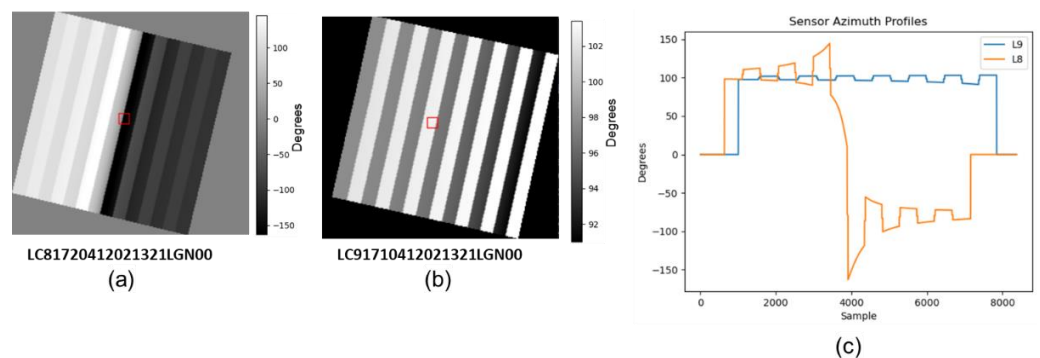 100
50
0
−50
−100
−150
Degrees
LC81720412021321LGN00
(a)
102
100
98
96
94
92
Degrees
LC91710412021321LGN00
(b)
Sensor Azimuth Profiles
L9
L8
150
100
50
0
−50
−100
−150
Degrees
0 2000 4000 6000 8000
Sample
(c)